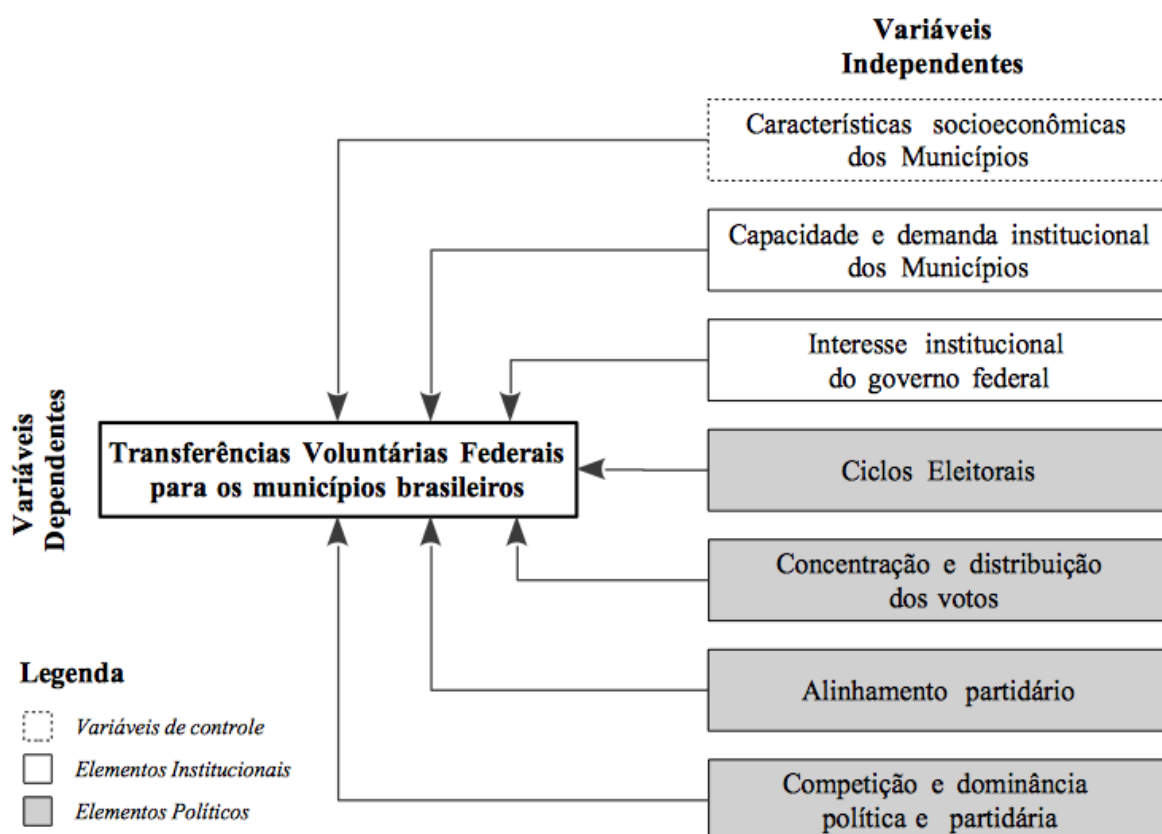 Variáveis
Independentes
Características socioeconômicas
dos Municípios
Capacidade e demanda institucional
dos Municípios
Interesse institucional
do governo federal
Variáveis
Dependentes
Transferências Voluntárias Federais
para os municípios brasileiros
Ciclos Eleitorais
Concentração e distribuição
dos votos
Alinhamento partidário
Competição e dominância
política e partidária
Legenda
Variáveis de controle
Elementos Institucionais
Elementos Políticos